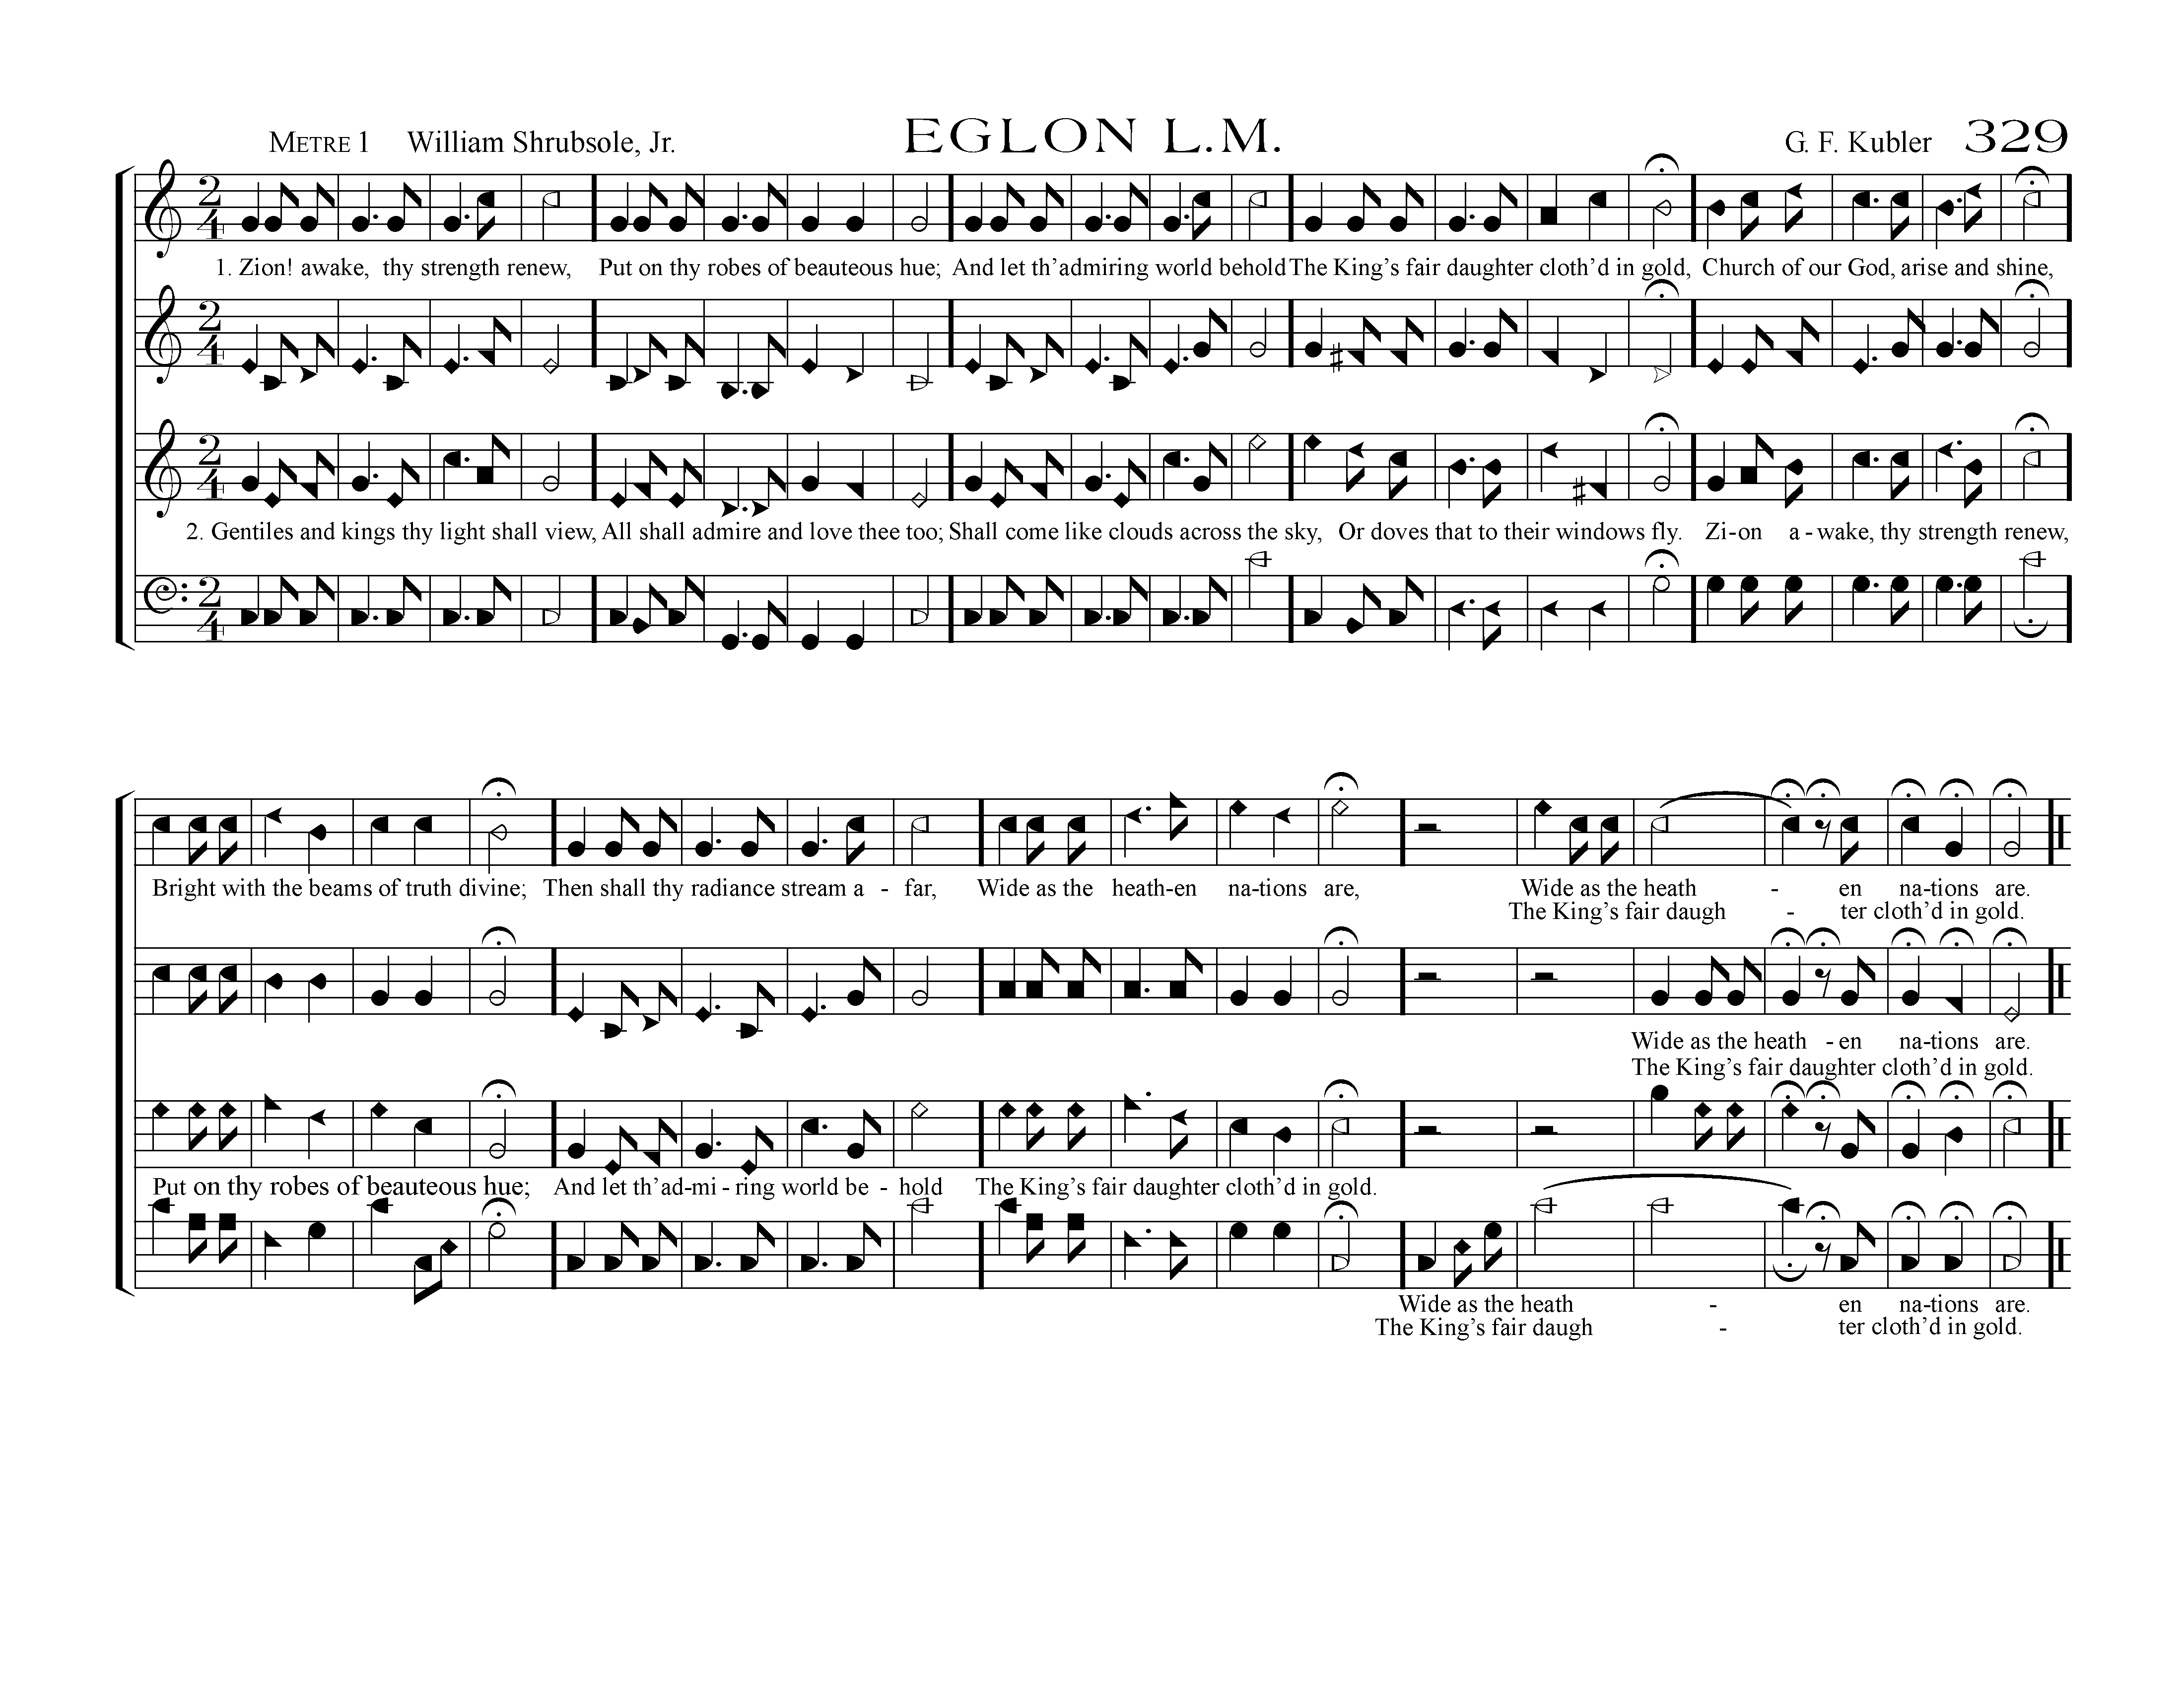 METRE 1 William Shrubsole, Jr. EGLON L.M. G. F. Kubler 329
1. Zion! awake, thy strength renew, Put on thy robes of beauteous hue; And let th’admiring world behold The King’s fair daughter cloth’d in gold, Church of our God, arise and shine,
2. Gentiles and kings thy light shall view, All shall admire and love thee too; Shall come like clouds across the sky, Or doves that to their windows fly. Zi-on a-wake, thy strength renew,
Bright with the beams of truth divine; Then shall thy radiance stream a - far, Wide as the heath-en na-tions are, Wide as the heath - en na-tions are.
The King’s fair daugh - ter cloth’d in gold.
Wide as the heath - en na-tions are.
The King’s fair daughter cloth’d in gold.
Put on thy robes of beauteous hue; And let th’ad-mi - ring world be - hold The King’s fair daughter cloth’d in gold.
Wide as the heath - en na-tions are.
The King’s fair daugh - ter cloth’d in gold.